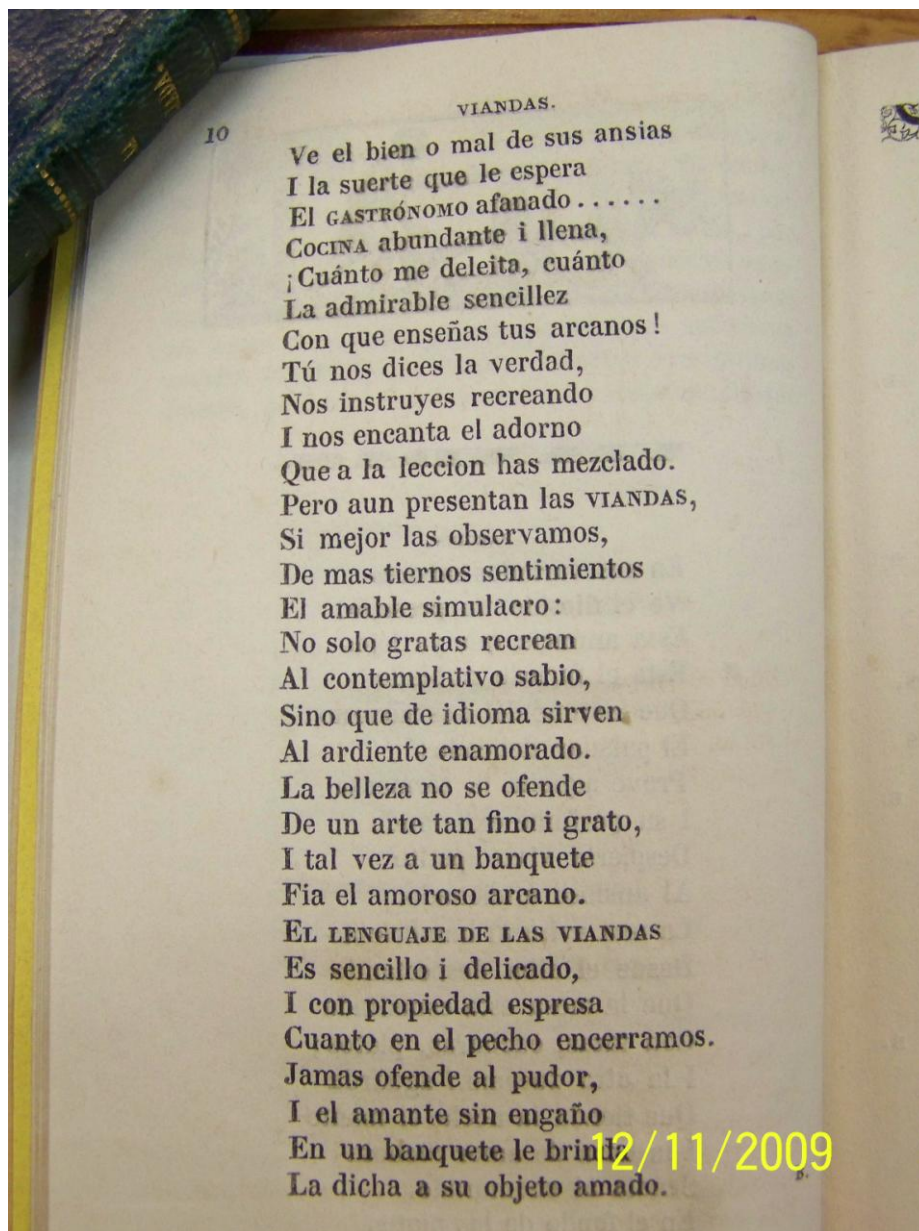 VIANDAS.
10
Ve el bien o mal de sus ansias
I la suerte que le espera
El GASTRÓNOMO afanado......
COCINA abundante i llena,
¡Cuánto me deleita, cuánto
La admirable sencillez
Con que enseñas tus arcanos!
Tú nos dices la verdad,
Nos instruyes recreando
I nos encanta el adorno
Que a la leccion has mezclado.
Pero aun presentan las VIANDAS,
Si mejor las observamos,
De mas tiernos sentimientos
El amable simulacro:
No solo gratas recrean
Al contemplativo sabio,
Sino que de idioma sirven
Al ardiente enamorado.
La belleza no se ofende
De un arte tan fino i grato,
I tal vez a un banquete
Fia el amoroso arcano.
EL LENGUAJE DE LAS VIANDAS
Es sencillo i delicado,
I con propiedad espresa
Cuanto en el pecho encerramos.
Jamas ofende al pudor,
I el amante sin engaño
En un banquete le brinda
La dicha a su objeto amado.
12/11/2009